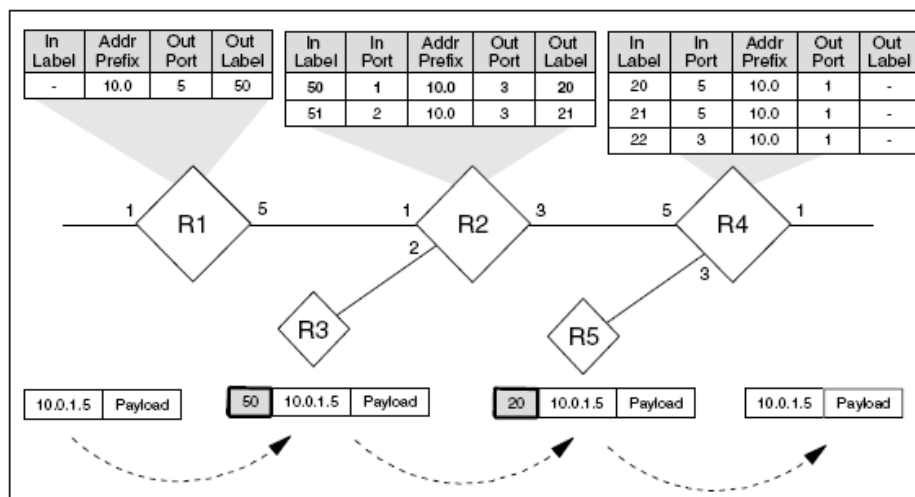 In Label Addr Prefix Out Port Out Label
- 10.0 5 50
In Label In Port Addr Prefix Out Port Out Label
50 1 10.0 3 20
51 2 10.0 3 21
In Label In Port Addr Prefix Out Port Out Label
20 5 10.0 1 -
21 5 10.0 1 -
22 3 10.0 1 -
1 R1 5 1 R2 3 5 R4 1
2 3
R3 R5
10.0.1.5 Payload
50 10.0.1.5 Payload
20 10.0.1.5 Payload
10.0.1.5 Payload